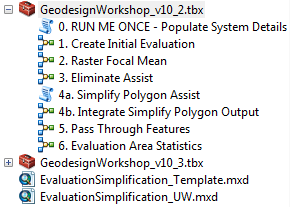 GeodesignWorkshop_v10_2.tbx
0. RUN ME ONCE - Populate System Details
1. Create Initial Evaluation
2. Raster Focal Mean
3. Eliminate Assist
4a. Simplify Polygon Assist
4b. Integrate Simplify Polygon Output
5. Pass Through Features
6. Evaluation Area Statistics
GeodesignWorkshop_v10_3.tbx
EvaluationSimplification_Template.mxd
EvaluationSimplification_UW.mxd